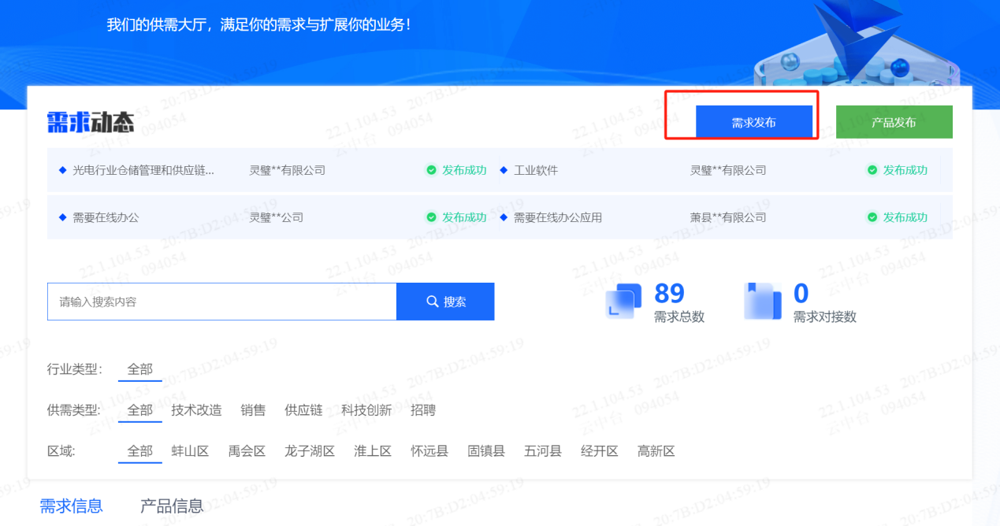 我们的供需大厅，满足你的需求与扩展你的业务！
需求动态
需求发布 产品发布
光电行业仓储管理和供应链... 灵璧**有限公司 发布成功 工业软件 灵璧**有限公司 发布成功
需要在线办公 灵璧**公司 发布成功 需要在线办公应用 萧县**有限公司 发布成功
请输入搜索内容 搜索
89 0
需求总数 需求对接数
行业类型: 全部
供需类型: 全部 技术改造 销售 供应链 科技创新 招聘
区域: 全部 蚌山区 禹会区 龙子湖区 淮上区 怀远县 固镇县 五河县 经开区 高新区
需求信息 产品信息
22.1.104.53 20:7B:D2:04:59:19
云中台 094054